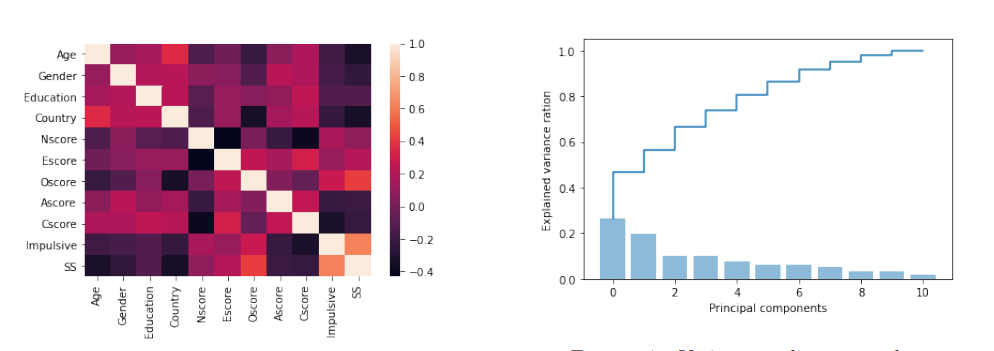 Age
Gender
Education
Country
Nscore
Escore
Oscore
Ascore
Cscore
Impulsive
SS
Age
Gender
Education
Country
Nscore
Escore
Oscore
Ascore
Cscore
Impulsive
SS
1.0
0.8
0.6
0.4
0.2
0.0
−0.2
−0.4
Explained variance ration
1.0
0.8
0.6
0.4
0.2
0.0
0 2 4 6 8 10
Principal components